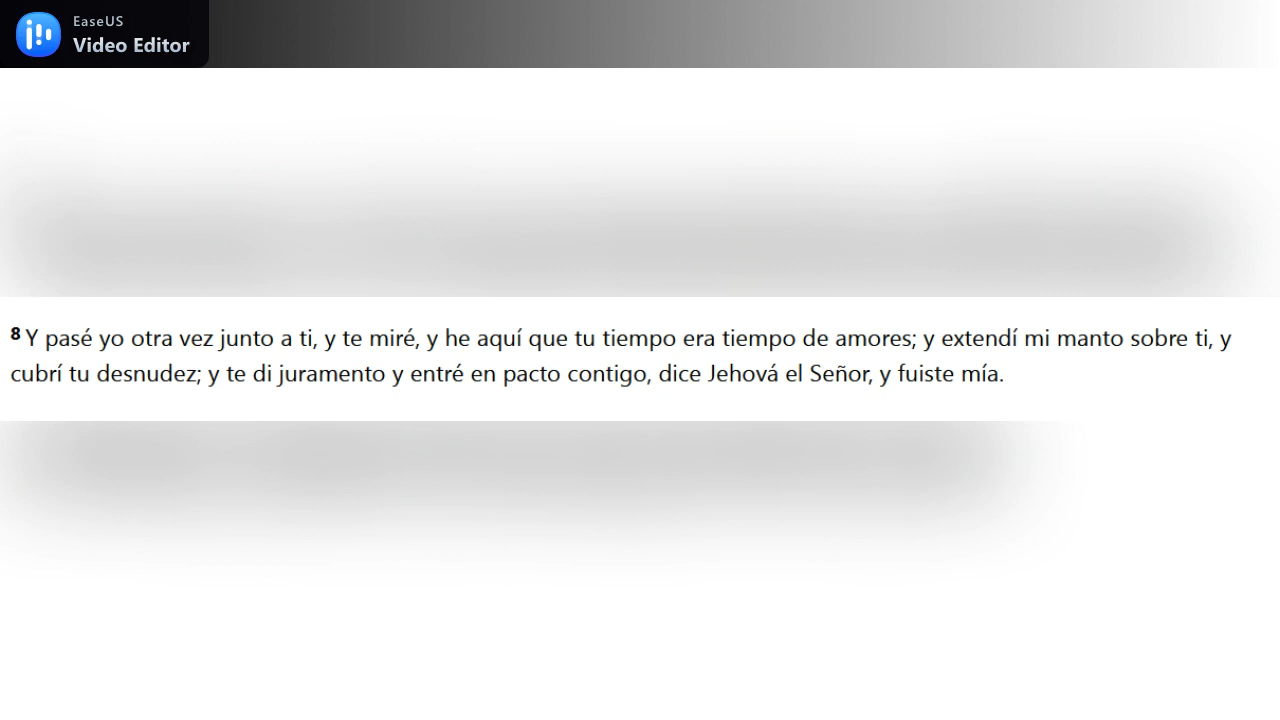 EaseUS
Video Editor
8 Y pasé yo otra vez junto a ti, y te miré, y he aquí que tu tiempo era tiempo de amores; y extendí mi manto sobre ti, y
cubrí tu desnudez; y te di juramento y entré en pacto contigo, dice Jehová el Señor, y fuiste mía.